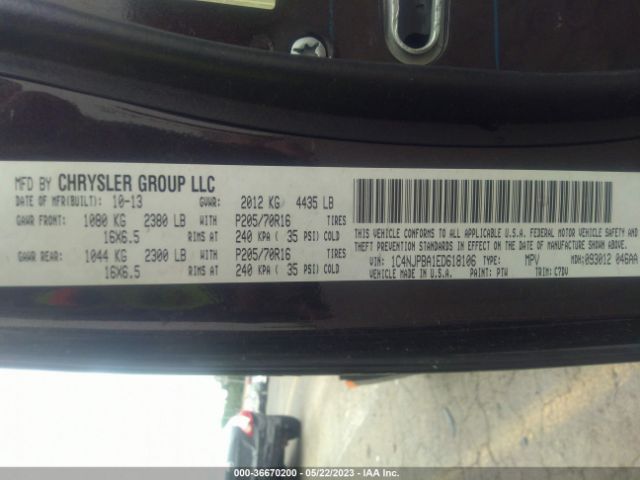 MFD BY CHRYSLER GROUP LLC
DATE OF MFR(BUILT): 10-13 GVWR: 2012 KG 4435 LB
GAWR FRONT: 1080 KG 2380 LB WITH P205/70R16 TIRES
16X6.5 RIMS AT 240 KPA ( 35 PSI) COLD
GAWR REAR: 1044 KG 2300 LB WITH P205/70R16 TIRES
16X6.5 RIMS AT 240 KPA ( 35 PSI) COLD
THIS VEHICLE CONFORMS TO ALL APPLICABLE U.S.A. FEDERAL MOTOR VEHICLE SAFETY AND
THEFT PREVENTION STANDARDS IN EFFECT ON THE DATE OF MANUFACTURE SHOWN ABOVE.
VIN: 1C4NJPBA1ED618106 TYPE: MPV MDH:093012 046AA
VEHICLE MADE IN U.S.A. PAINT: PTW TRIM: C7DV
000-36670200 - 05/22/2023 - IAA Inc.